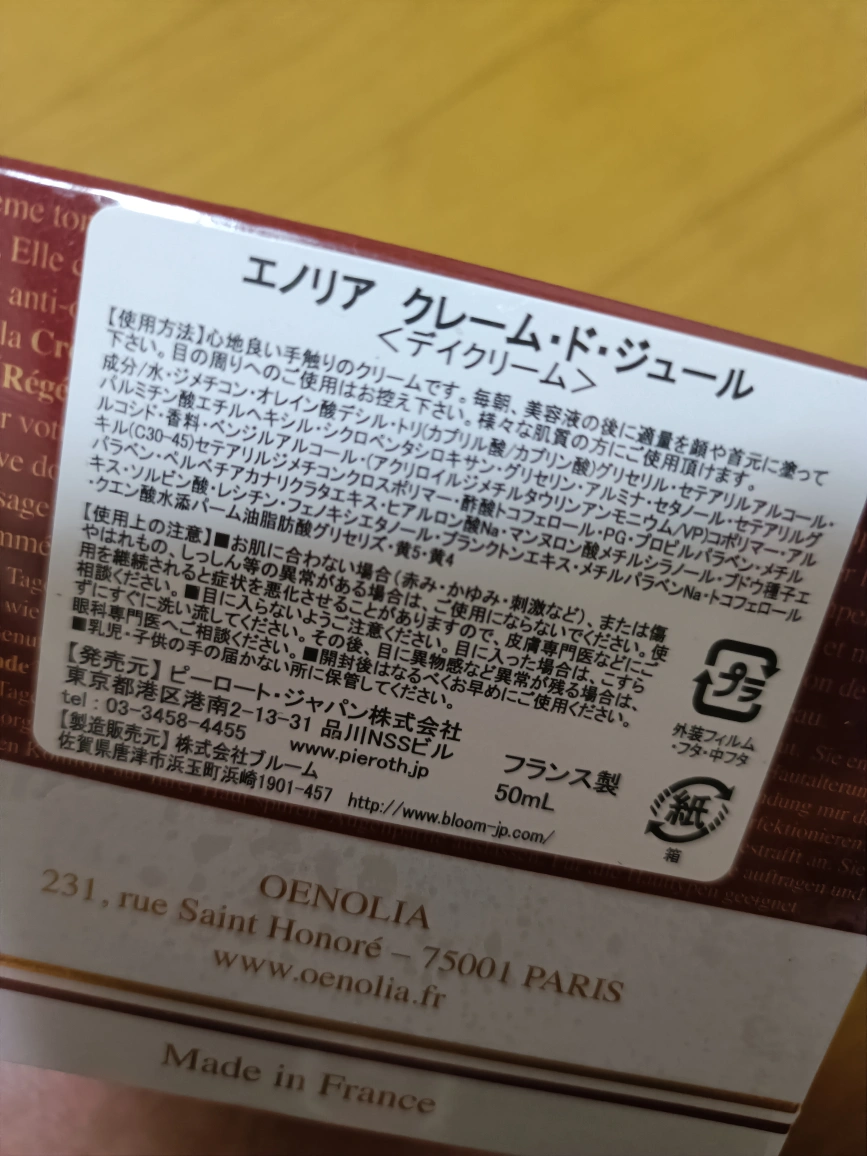 エノリア クレーム・ド・ジュール
<デイクリーム>
【使用方法】心地良い手触りのクリームです。毎朝、美容液の後に適量を顔や首元に塗って
下さい。目の周りへのご使用はお控え下さい。様々な肌質の方にご使用頂けます。
成分/水・ジメチコン・オレイン酸デシル・トリ(カプリル酸/カプリン酸)グリセリル・セテアリルアルコール・
パルミチン酸エチルヘキシル・シクロペンタシロキサン・グリセリン・アルミナ・セタノール・セテアリルグ
ルコシド・香料・ベンジルアルコール・(アクリロイルジメチルタウリンアンモニウム/VP)コポリマー・アル
キル(C30-45)セテアリルジメチコンクロスポリマー・酢酸トコフェロール・PG・プロピルパラベン・メチル
パラベン・ペルベチアカナリクラタエキス・ヒアルロン酸Na・マンヌロン酸メチルシラノール・ブドウ種子エ
キス・ソルビン酸・レシチン・フェノキシエタノール・プランクトンエキス・メチルパラベンNa・トコフェロール
・クエン酸水添パーム油脂肪酸グリセリズ・黄5・黄4
【使用上の注意】■お肌に合わない場合(赤み・かゆみ・刺激など)、または傷
やはれもの、しっしん等の異常がある場合は、ご使用にならないでください。使
用を継続されると症状を悪化させることがありますので、皮膚専門医などにご
相談ください。■目に入らないようご注意ください。目に入った場合は、こすら
ずにすぐに洗い流してください。その後、目に異物感など異常が残る場合は、
眼科専門医へご相談ください。■開封後はなるべくお早めにご使用ください。
■乳児・子供の手の届かない所に保管してください。
【発売元】ピーロート・ジャパン株式会社
東京都港区港南2-13-31 品川NSSビル
tel : 03-3458-4455 www.pieroth.jp
【製造販売元】株式会社ブルーム
佐賀県唐津市浜玉町浜崎1901-457 http://www.bloom-jp.com/
フランス製
50mL
プラ
外装フィルム
・フタ・中フタ
紙
箱
Elle
anti-
la
Régé
sage
OENOLIA
231, rue Saint Honoré – 75001 PARIS
www.oenolia.fr
Made in France